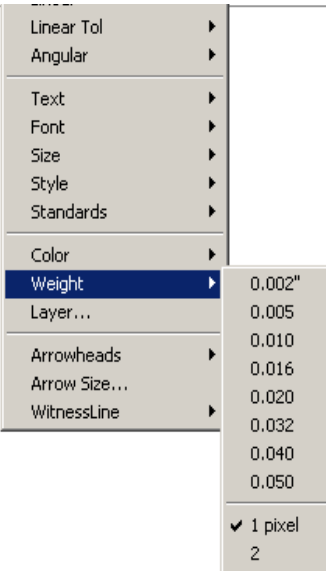 Linear Tol
Angular
Text
Font
Size
Style
Standards
Color
Weight
Layer...
Arrowheads
Arrow Size...
WitnessLine
0.002"
0.005
0.010
0.016
0.020
0.032
0.040
0.050
✔ 1 pixel
2